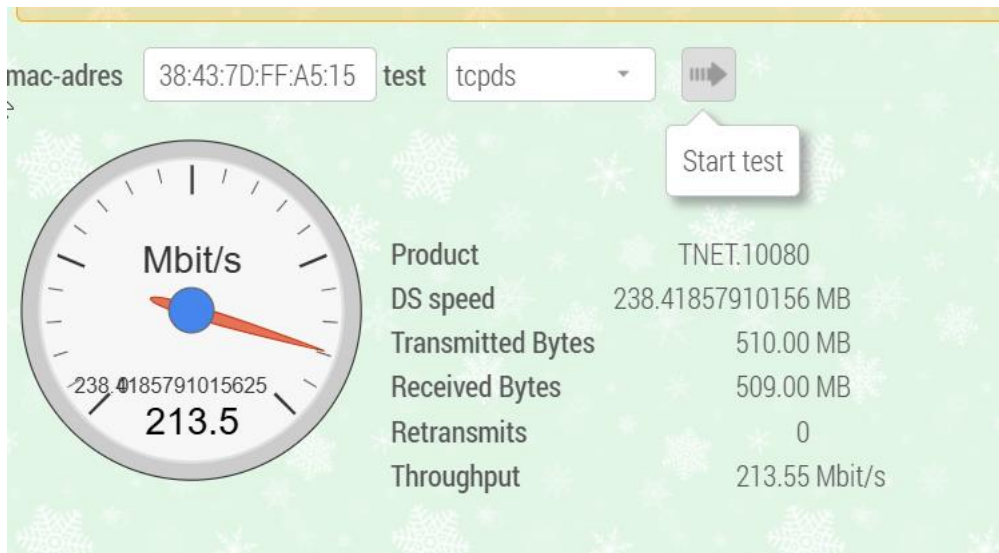 mac-adres 38:43:7D:FF:A5:15 test tcpds
Start test
Mbit/s
238.4185791015625
0
213.5
Product TNET.10080
DS speed 238.41857910156 MB
Transmitted Bytes 510.00 MB
Received Bytes 509.00 MB
Retransmits 0
Throughput 213.55 Mbit/s